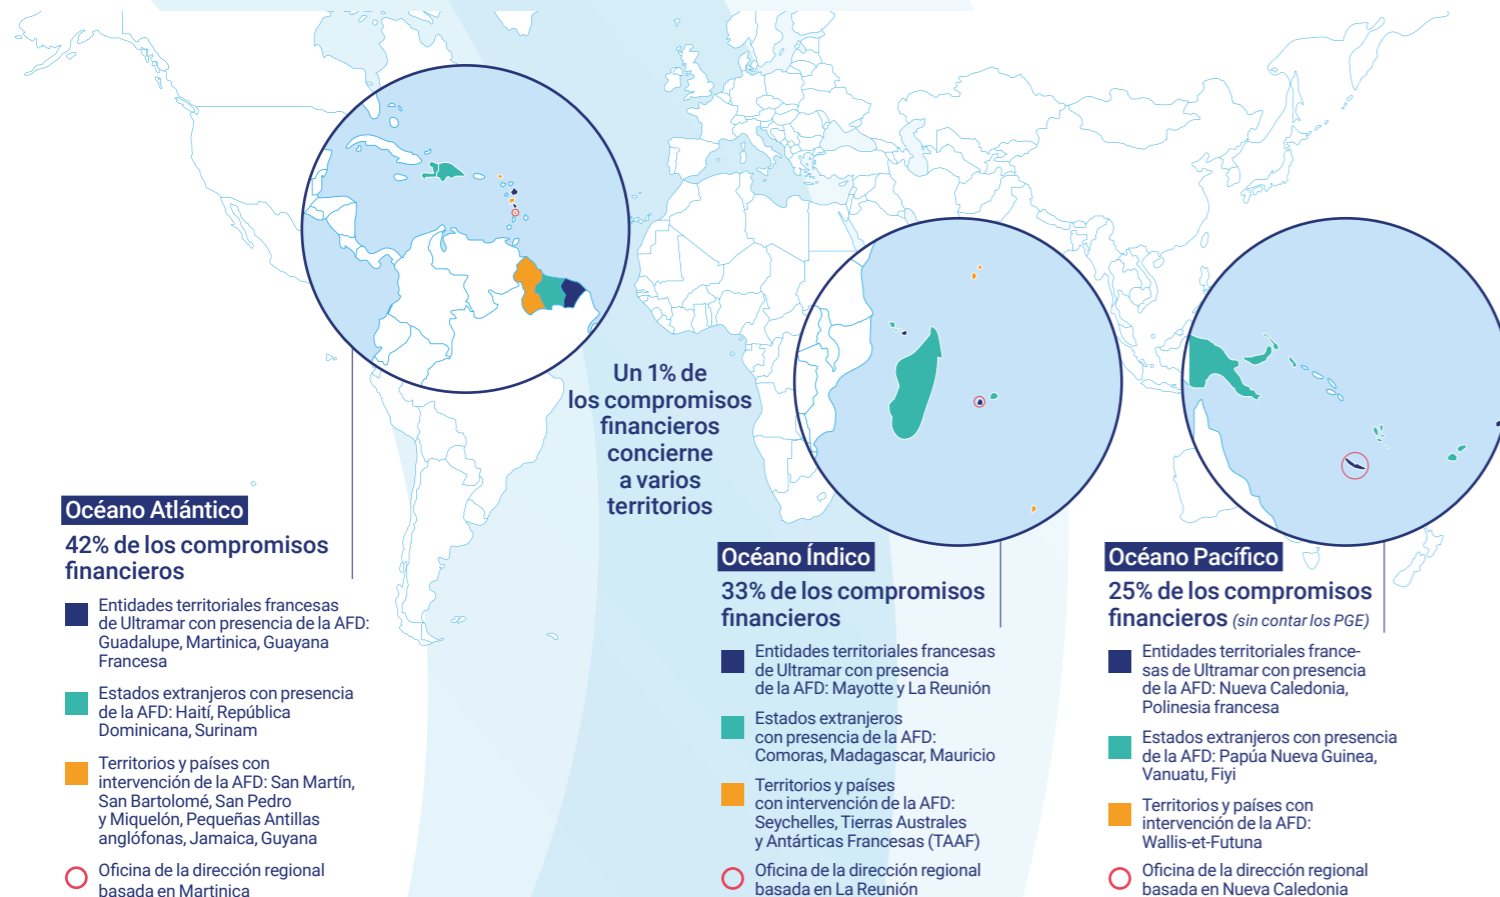 Un 1% de
los compromisos
financieros
concierne
a varios
territorios
Océano Atlántico
42% de los compromisos
financieros
Entidades territoriales francesas
de Ultramar con presencia de la AFD:
Guadalupe, Martinica, Guayana
Francesa
Estados extranjeros con presencia
de la AFD: Haití, República
Dominicana, Surinam
Territorios y países con
intervención de la AFD: San Martín,
San Bartolomé, San Pedro
y Miquelón, Pequeñas Antillas
anglófonas, Jamaica, Guyana
Oficina de la dirección regional
basada en Martinica
Océano Índico
33% de los compromisos
financieros
Entidades territoriales francesas
de Ultramar con presencia
de la AFD: Mayotte y La Reunión
Estados extranjeros
con presencia de la AFD:
Comoras, Madagascar, Mauricio
Territorios y países
con intervención de la AFD:
Seychelles, Tierras Australes
y Antárticas Francesas (TAAF)
Oficina de la dirección regional
basada en La Reunión
Océano Pacífico
25% de los compromisos
financieros (sin contar los PGE)
Entidades territoriales france-
sas de Ultramar con presencia
de la AFD: Nueva Caledonia,
Polinesia francesa
Estados extranjeros con presencia
de la AFD: Papúa Nueva Guinea,
Vanuatu, Fiyi
Territorios y países con
intervención de la AFD:
Wallis-et-Futuna
Oficina de la dirección regional
basada en Nueva Caledonia